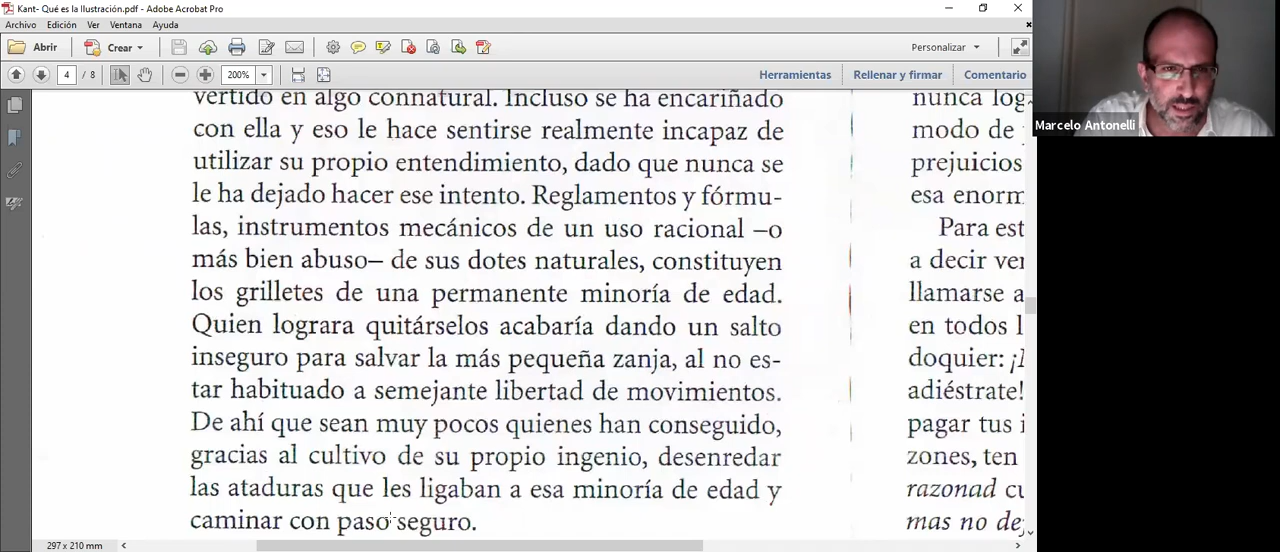 Kant- Qué es la Ilustración.pdf - Adobe Acrobat Pro
Archivo Edición Ver Ventana Ayuda
Abrir Crear Personalizar
4 / 8 200% Herramientas Rellenar y firmar Comentario
vertido en algo connatural. Incluso se ha encariñado
con ella y eso le hace sentirse realmente incapaz de
utilizar su propio entendimiento, dado que nunca se
le ha dejado hacer ese intento. Reglamentos y fórmu-
las, instrumentos mecánicos de un uso racional –o
más bien abuso– de sus dotes naturales, constituyen
los grilletes de una permanente minoría de edad.
Quien lograra quitárselos acabaría dando un salto
inseguro para salvar la más pequeña zanja, al no es-
tar habituado a semejante libertad de movimientos.
De ahí que sean muy pocos quienes han conseguido,
gracias al cultivo de su propio ingenio, desenredar
las ataduras que les ligaban a esa minoría de edad y
caminar con paso seguro.
nunca log
modo de
prejuicios
esa enorm
Para est
a decir ver
llamarse a
en todos l
doquier:
adiéstrate!
pagar tus i
zones, ten
razonad cu
mas no de
297 x 210 mm
Marcelo Antonelli